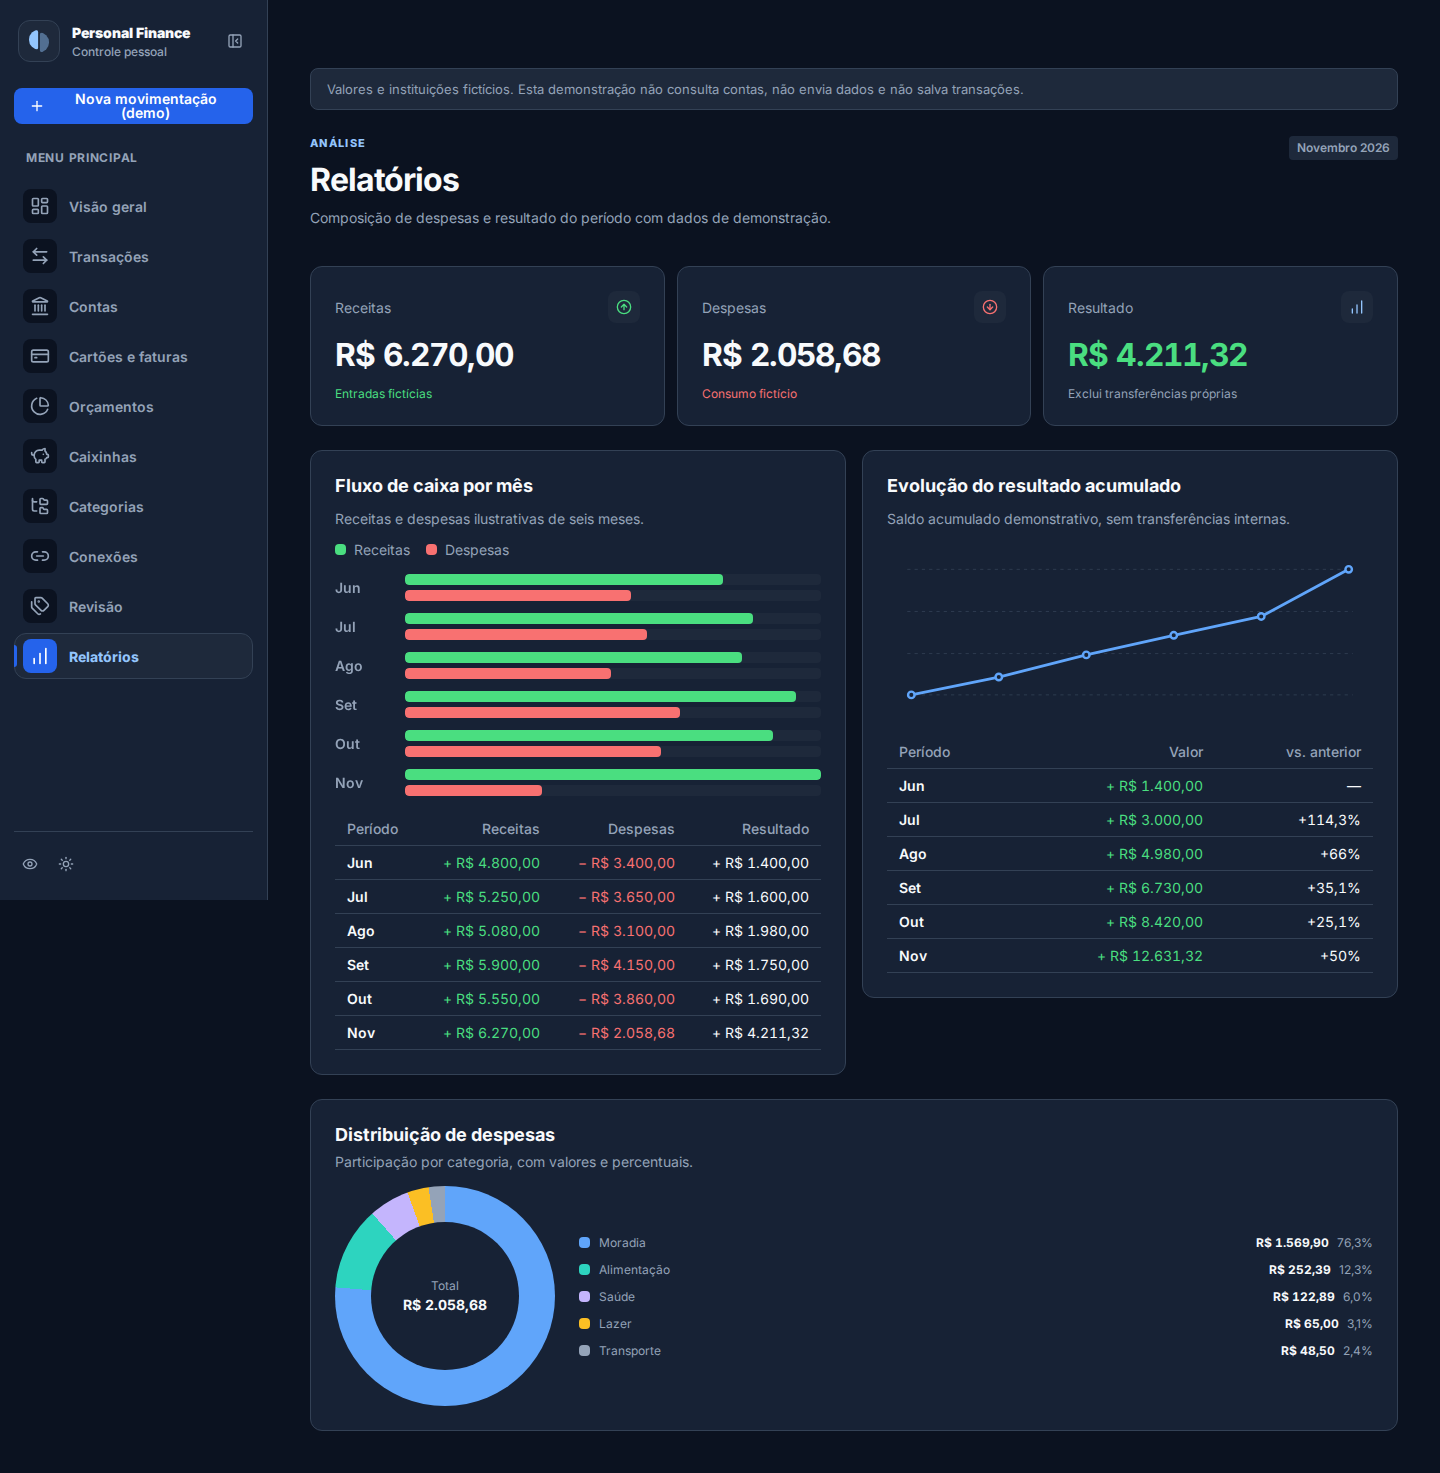 Personal Finance
Controle pessoal
Nova movimentação
(demo)
MENU PRINCIPAL
Visão geral
Transações
Contas
Cartões e faturas
Orçamentos
Caixinhas
Categorias
Conexões
Revisão
Relatórios
Valores e instituições fictícios. Esta demonstração não consulta contas, não envia dados e não salva transações.
ANÁLISE
Novembro 2026
Relatórios
Composição de despesas e resultado do período com dados de demonstração.
Receitas
R$ 6.270,00
Entradas fictícias
Despesas
R$ 2.058,68
Consumo fictício
Resultado
R$ 4.211,32
Exclui transferências próprias
Fluxo de caixa por mês
Receitas e despesas ilustrativas de seis meses.
Receitas Despesas
Jun
Jul
Ago
Set
Out
Nov
Período Receitas Despesas Resultado
Jun + R$ 4.800,00 − R$ 3.400,00 + R$ 1.400,00
Jul + R$ 5.250,00 − R$ 3.650,00 + R$ 1.600,00
Ago + R$ 5.080,00 − R$ 3.100,00 + R$ 1.980,00
Set + R$ 5.900,00 − R$ 4.150,00 + R$ 1.750,00
Out + R$ 5.550,00 − R$ 3.860,00 + R$ 1.690,00
Nov + R$ 6.270,00 − R$ 2.058,68 + R$ 4.211,32
Evolução do resultado acumulado
Saldo acumulado demonstrativo, sem transferências internas.
Período Valor vs. anterior
Jun + R$ 1.400,00 —
Jul + R$ 3.000,00 +114,3%
Ago + R$ 4.980,00 +66%
Set + R$ 6.730,00 +35,1%
Out + R$ 8.420,00 +25,1%
Nov + R$ 12.631,32 +50%
Distribuição de despesas
Participação por categoria, com valores e percentuais.
Total
R$ 2.058,68
Moradia R$ 1.569,90 76,3%
Alimentação R$ 252,39 12,3%
Saúde R$ 122,89 6,0%
Lazer R$ 65,00 3,1%
Transporte R$ 48,50 2,4%